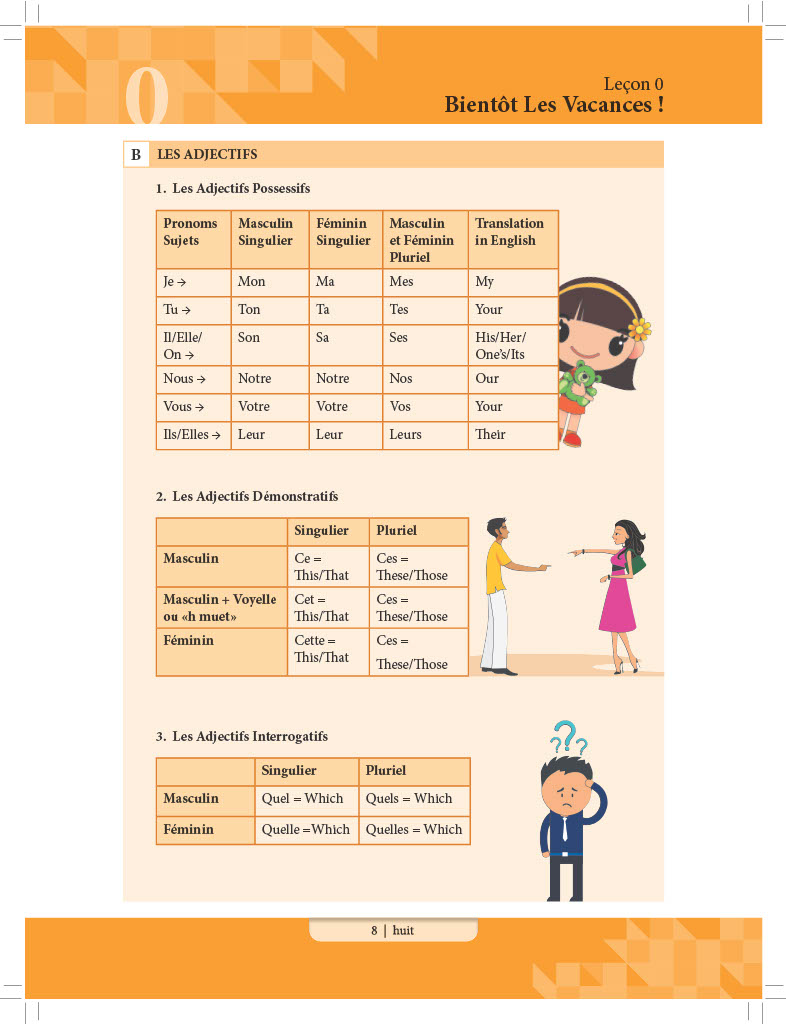 0
Leçon 0
Bientôt Les Vacances !
B LES ADJECTIFS
1. Les Adjectifs Possessifs
Pronoms Sujets | Masculin Singulier | Féminin Singulier | Masculin et Féminin Pluriel | Translation in English
Je → | Mon | Ma | Mes | My
Tu → | Ton | Ta | Tes | Your
Il/Elle/ On → | Son | Sa | Ses | His/Her/ One's/Its
Nous → | Notre | Notre | Nos | Our
Vous → | Votre | Votre | Vos | Your
Ils/Elles → | Leur | Leur | Leurs | Their
2. Les Adjectifs Démonstratifs
Singulier | Pluriel
Masculin | Ce = This/That | Ces = These/Those
Masculin + Voyelle ou «h muet» | Cet = This/That | Ces = These/Those
Féminin | Cette = This/That | Ces = These/Those
3. Les Adjectifs Interrogatifs
Singulier | Pluriel
Masculin | Quel = Which | Quels = Which
Féminin | Quelle =Which | Quelles = Which
???
8 | huit